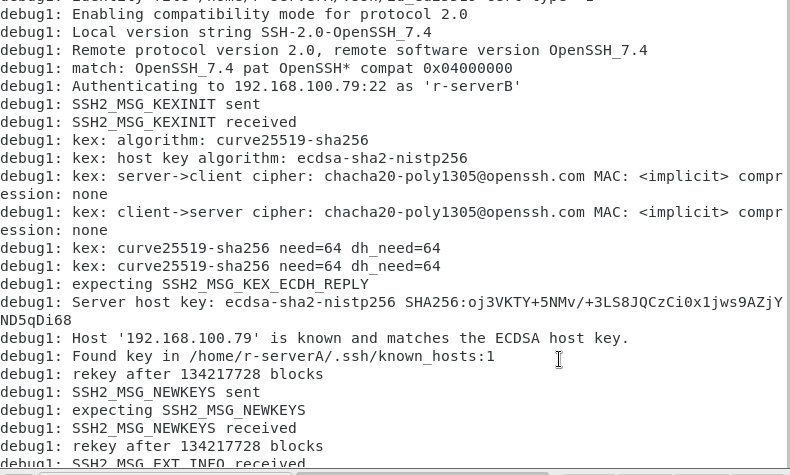 debug1: Enabling compatibility mode for protocol 2.0
debug1: Local version string SSH-2.0-OpenSSH_7.4
debug1: Remote protocol version 2.0, remote software version OpenSSH_7.4
debug1: match: OpenSSH_7.4 pat OpenSSH* compat 0x04000000
debug1: Authenticating to 192.168.100.79:22 as 'r-serverB'
debug1: SSH2_MSG_KEXINIT sent
debug1: SSH2_MSG_KEXINIT received
debug1: kex: algorithm: curve25519-sha256
debug1: kex: host key algorithm: ecdsa-sha2-nistp256
debug1: kex: server->client cipher: chacha20-poly1305@openssh.com MAC: <implicit> compr
ession: none
debug1: kex: client->server cipher: chacha20-poly1305@openssh.com MAC: <implicit> compr
ession: none
debug1: kex: curve25519-sha256 need=64 dh_need=64
debug1: kex: curve25519-sha256 need=64 dh_need=64
debug1: expecting SSH2_MSG_KEX_ECDH_REPLY
debug1: Server host key: ecdsa-sha2-nistp256 SHA256:oj3VKTY+5NMv/+3LS8JQCzCi0x1jws9AZjY
ND5qDi68
debug1: Host '192.168.100.79' is known and matches the ECDSA host key.
debug1: Found key in /home/r-serverA/.ssh/known_hosts:1
debug1: rekey after 134217728 blocks
debug1: SSH2_MSG_NEWKEYS sent
debug1: expecting SSH2_MSG_NEWKEYS
debug1: SSH2_MSG_NEWKEYS received
debug1: rekey after 134217728 blocks
debug1: SSH2_MSG_EXT_INFO received